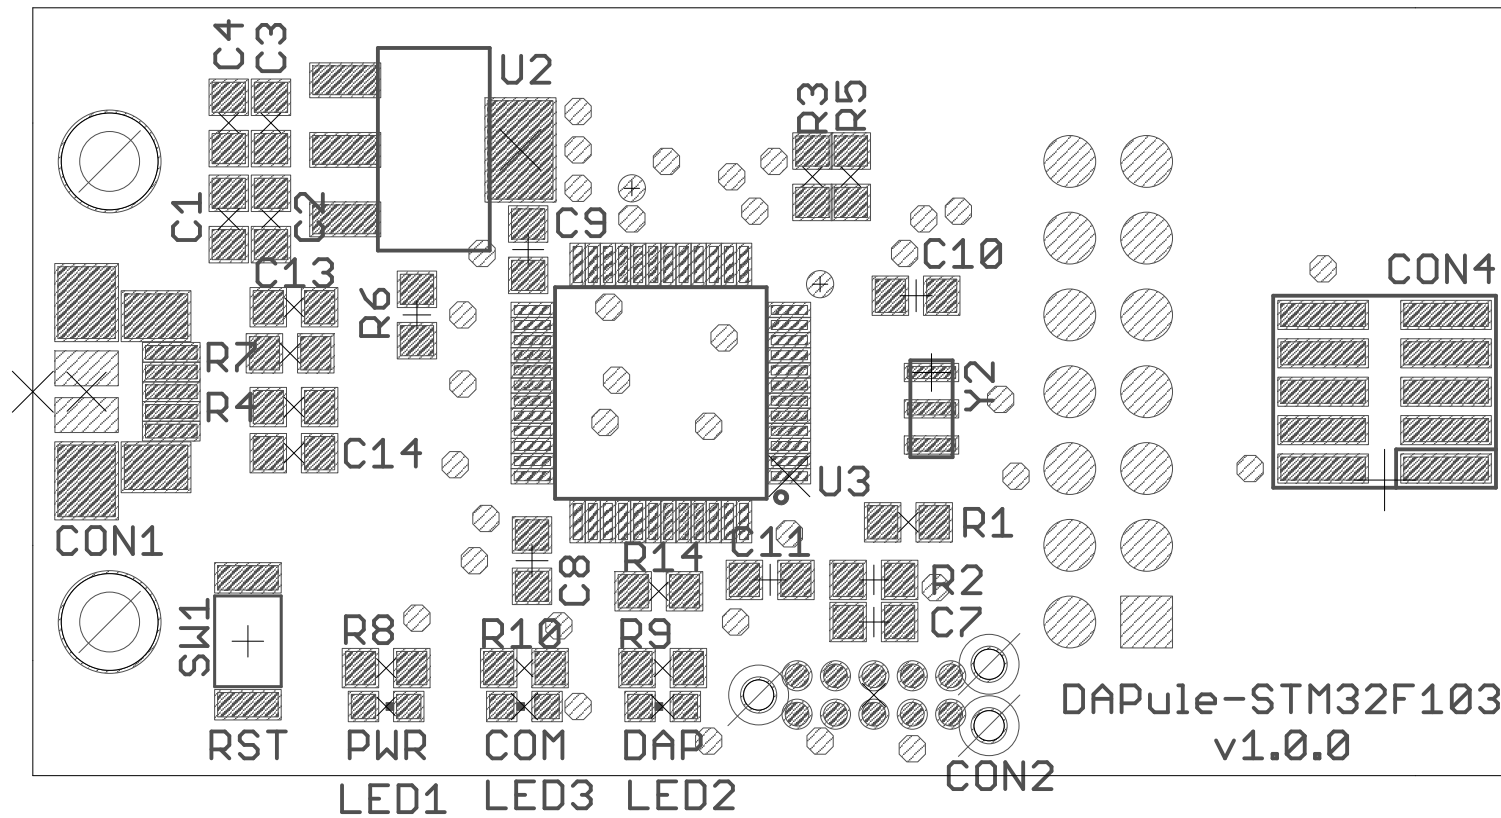 C4
C3
U2
R3
R5
C1
C2
C9
C10
CON4
C13
R6
R7
Y2
R4
C14
U3
CON1
R1
C11
R14
C8
R2
SW1
C7
R8
R10
R9
DAPule-STM32F103
v1.0.0
RST
PWR
COM
DAP
CON2
LED1
LED3
LED2